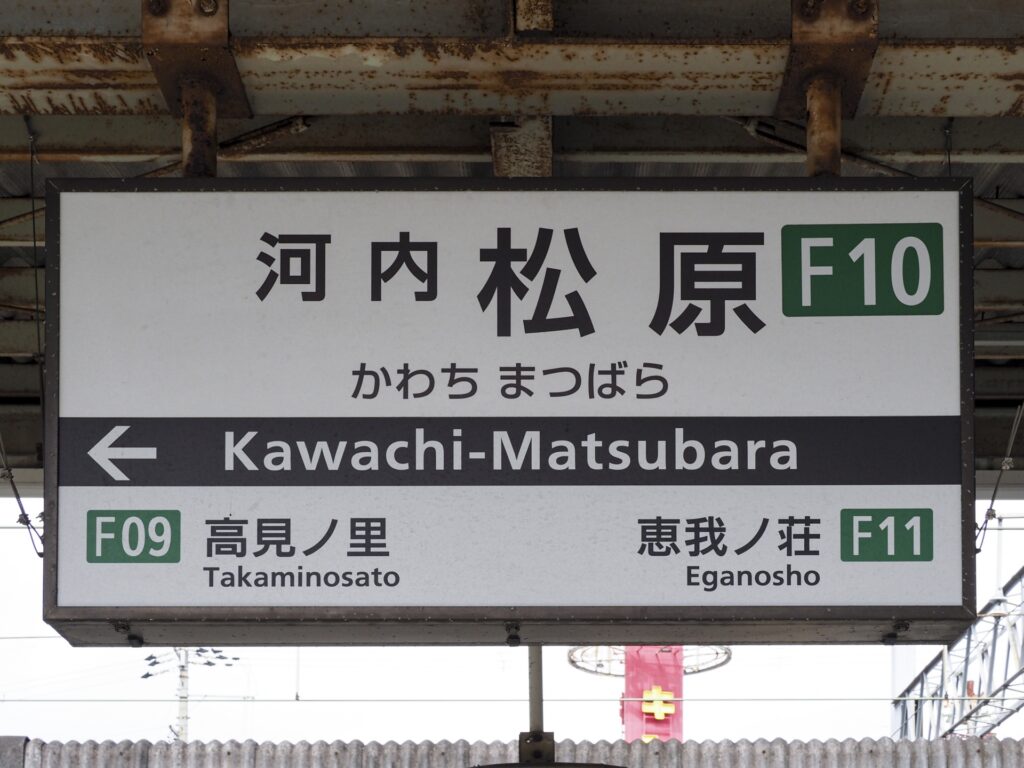 河内松原 F10
かわち まつばら
← Kawachi-Matsubara
F09 高見ノ里 恵我ノ荘 F11
Takaminosato Eganosho